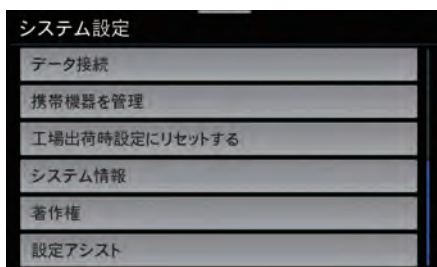 システム設定
データ接続
携帯機器を管理
工場出荷時設定にリセットする
システム情報
著作権
設定アシスト